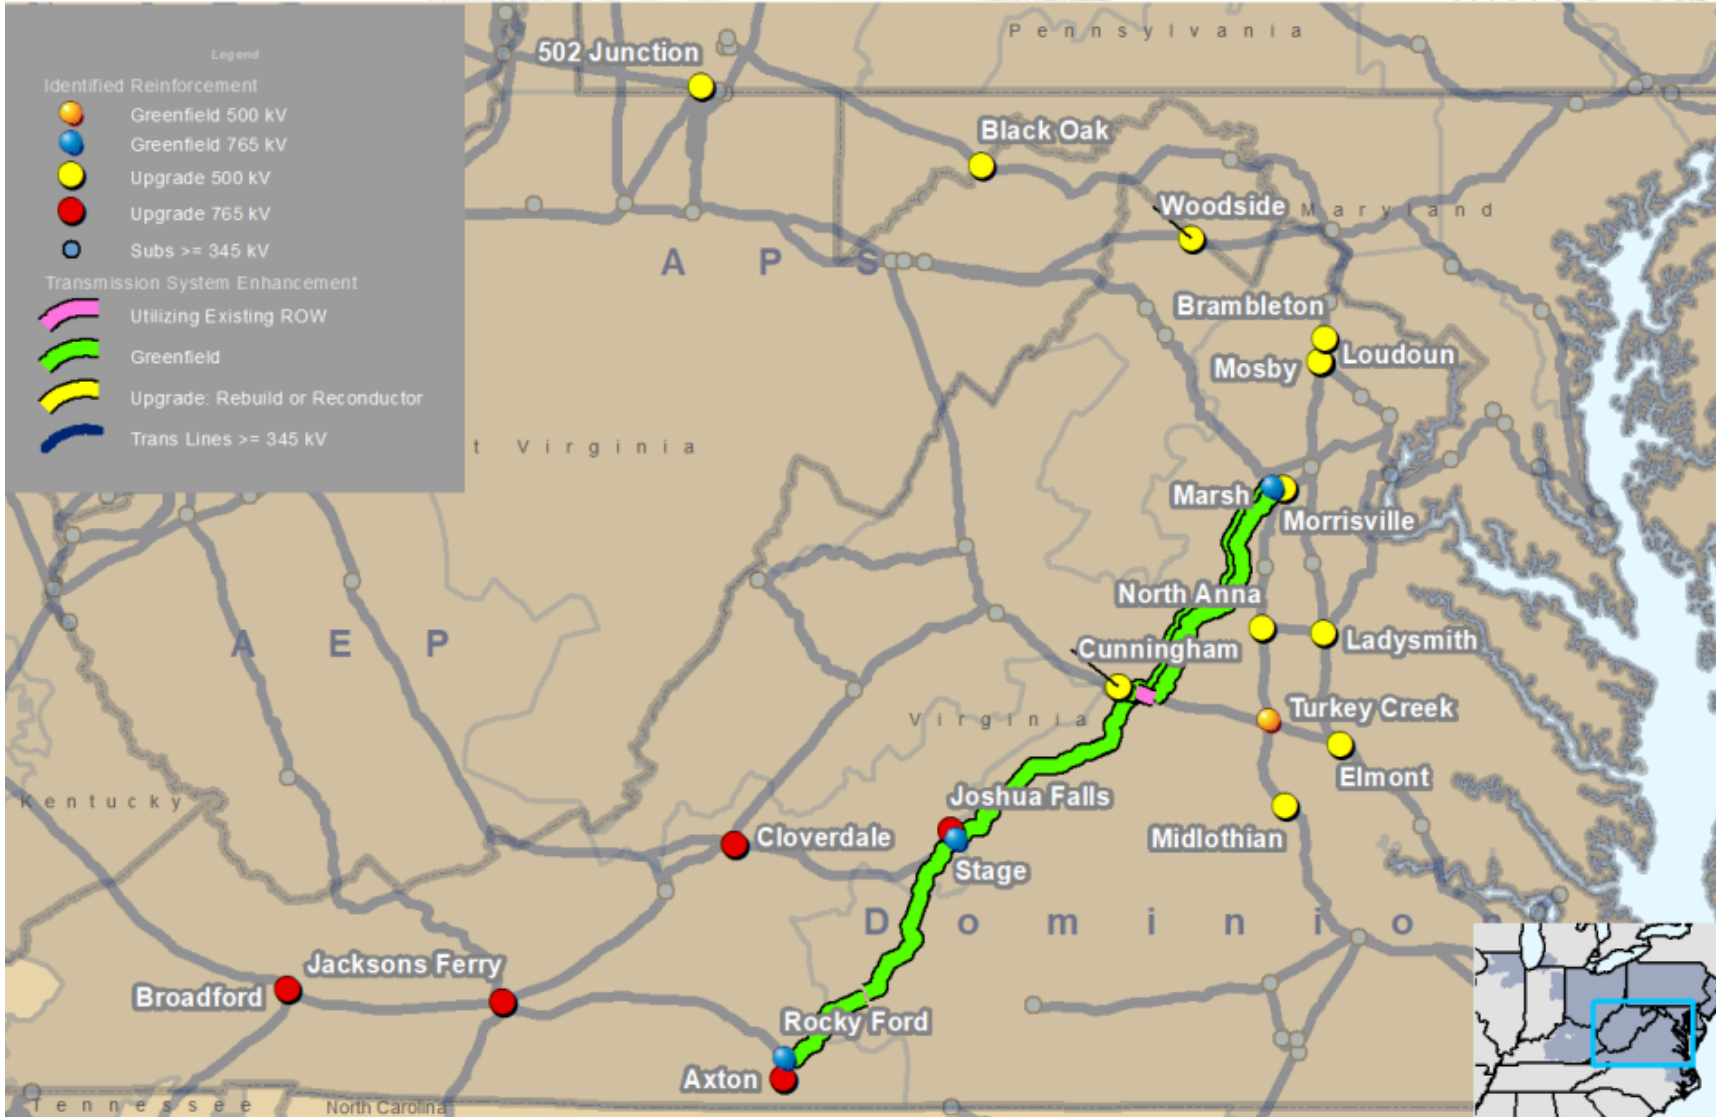 Pennsylvania
Legend
Identified Reinforcement
Greenfield 500 kV
Greenfield 765 kV
Upgrade 500 kV
Upgrade 765 kV
Subs >= 345 kV
Transmission System Enhancement
Utilizing Existing ROW
Greenfield
Upgrade: Rebuild or Reconductor
Trans Lines >= 345 kV
502 Junction
Black Oak
Woodside
Maryland
APS
Brambleton
Loudoun
Mosby
t Virginia
Marsh
Morrisville
North Anna
AEP
Ladysmith
Cunningham
Turkey Creek
Virginia
Elmont
Joshua Falls
Kentucky
Midlothian
Cloverdale
Stage
Dominion
Jacksons Ferry
Broadford
Rocky Ford
Axton
Tennessee
North Carolina